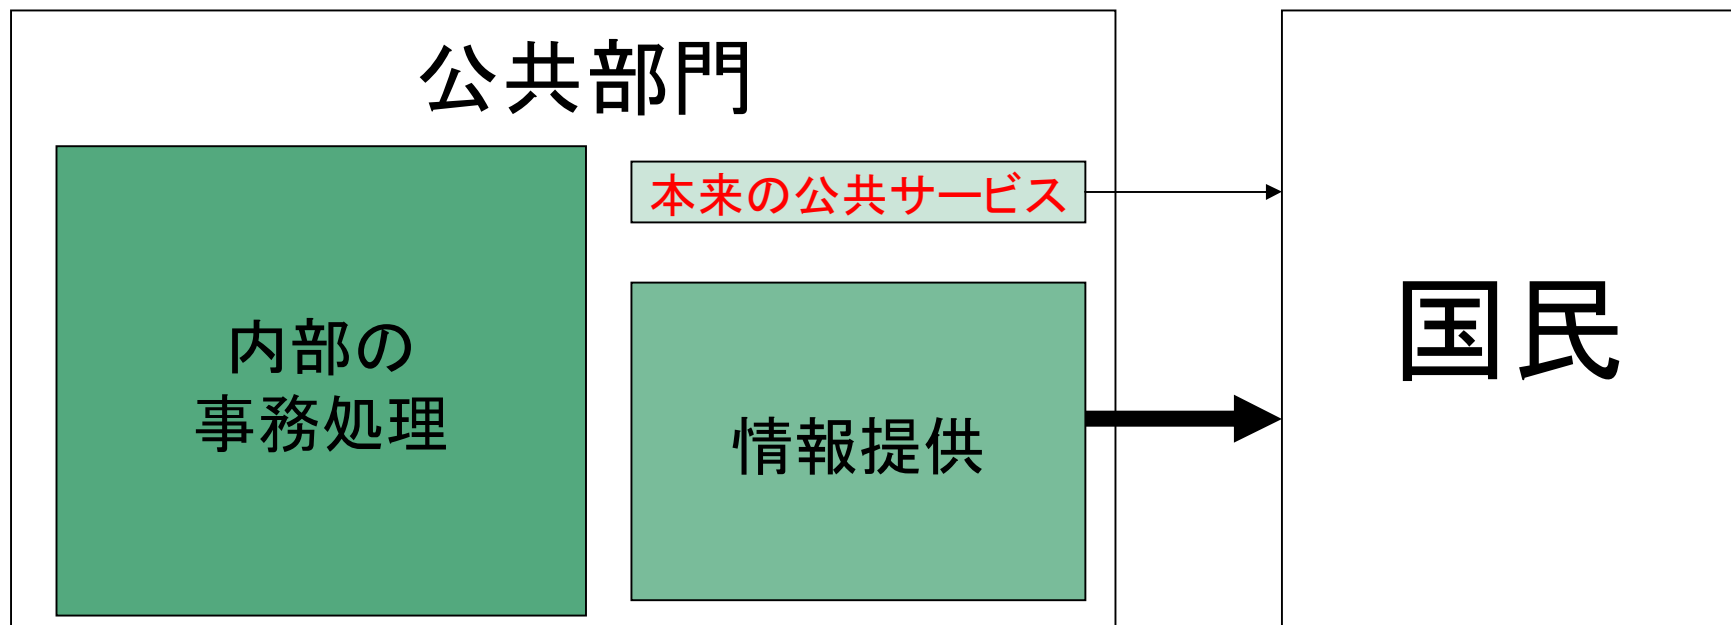 公共部門
内部の
事務処理
本来の公共サービス
情報提供
国民